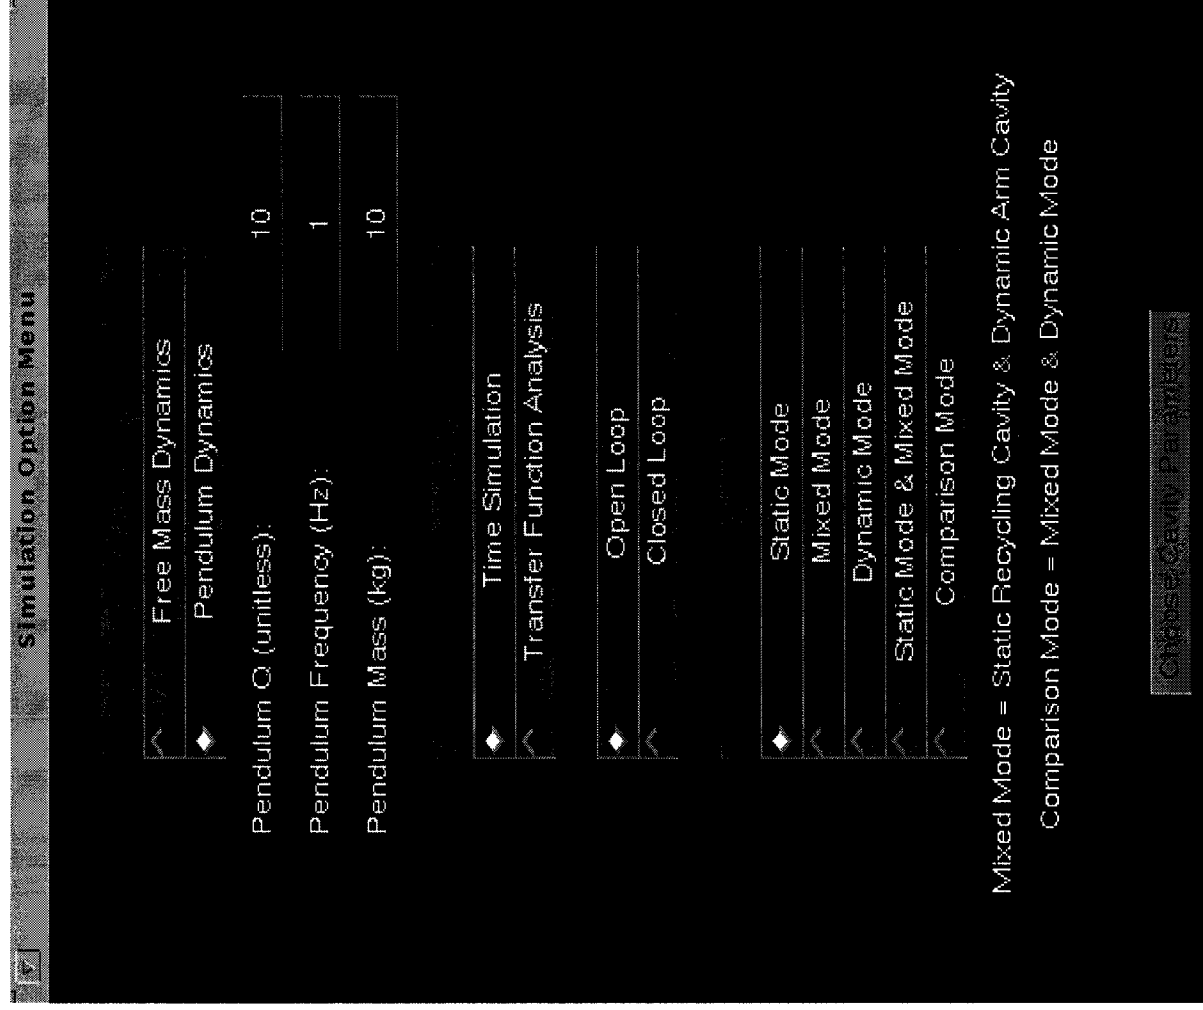 Simulation Option Menu
Free Mass Dynamics
Pendulum Dynamics
Pendulum Q (unitless): 10
Pendulum Frequency (Hz): 1
Pendulum Mass (kg): 10
Time Simulation
Transfer Function Analysis
Open Loop
Closed Loop
Static Mode
Mixed Mode
Dynamic Mode
Static Mode & Mixed Mode
Comparison Mode
Mixed Mode = Static Recycling Cavity & Dynamic Arm Cavity
Comparison Mode = Mixed Mode & Dynamic Mode
Choose Cavity Parameters